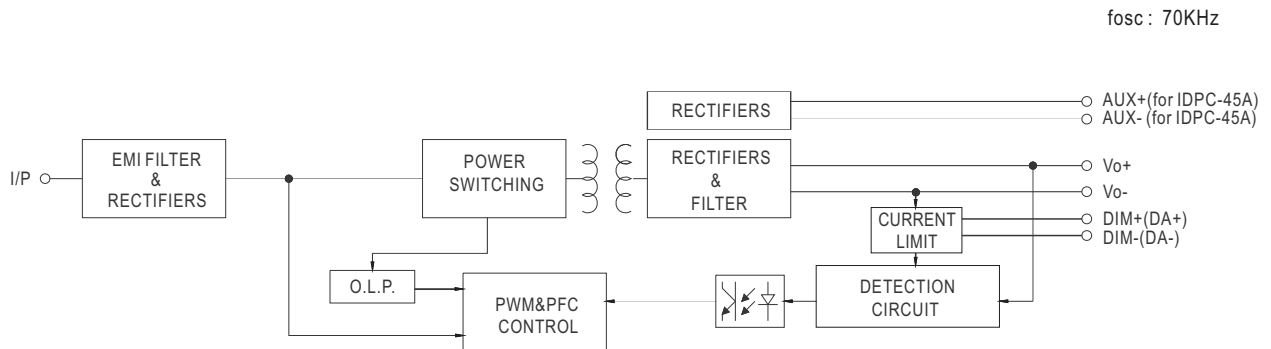 fosc : 70KHz
RECTIFIERS
AUX+(for IDPC-45A)
AUX- (for IDPC-45A)
I/P
EMI FILTER
&
RECTIFIERS
POWER
SWITCHING
RECTIFIERS
&
FILTER
Vo+
Vo-
CURRENT
LIMIT
DIM+(DA+)
DIM-(DA-)
O.L.P.
PWM&PFC
CONTROL
DETECTION
CIRCUIT